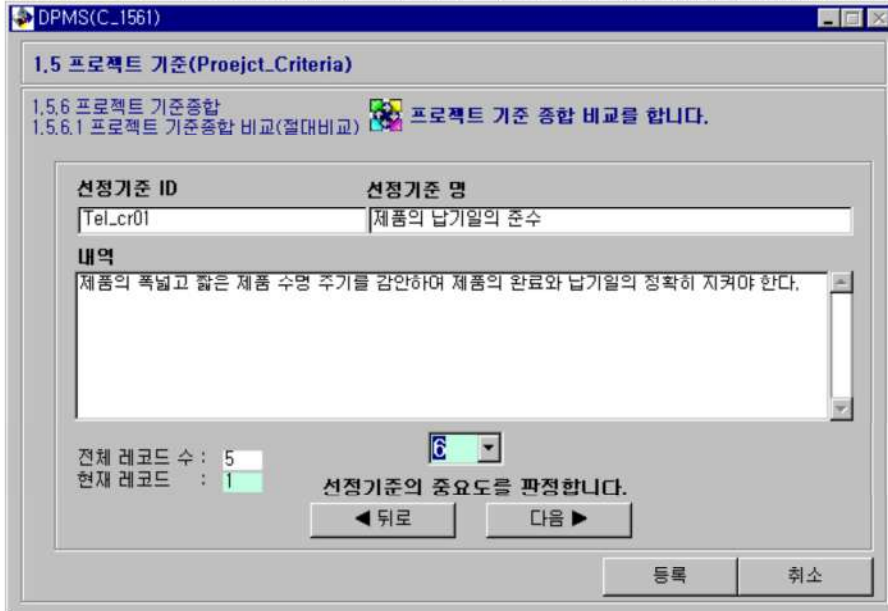 DPMS(C_1561)
1.5 프로젝트 기준(Proejct_Criteria)
1.5.6 프로젝트 기준종합
1.5.6.1 프로젝트 기준종합 비교(절대비교)
프로젝트 기준 종합 비교를 합니다.
선정기준 ID 선정기준 명
Tel_cr01 제품의 납기일의 준수
내역
제품의 폭넓고 짧은 제품 수명 주기를 감안하여 제품의 완료와 납기일의 정확히 지켜야 한다.
6
전체 레코드 수 : 5
현재 레코드 : 1
선정기준의 중요도를 판정합니다.
◀ 뒤로 다음 ▶
등록 취소